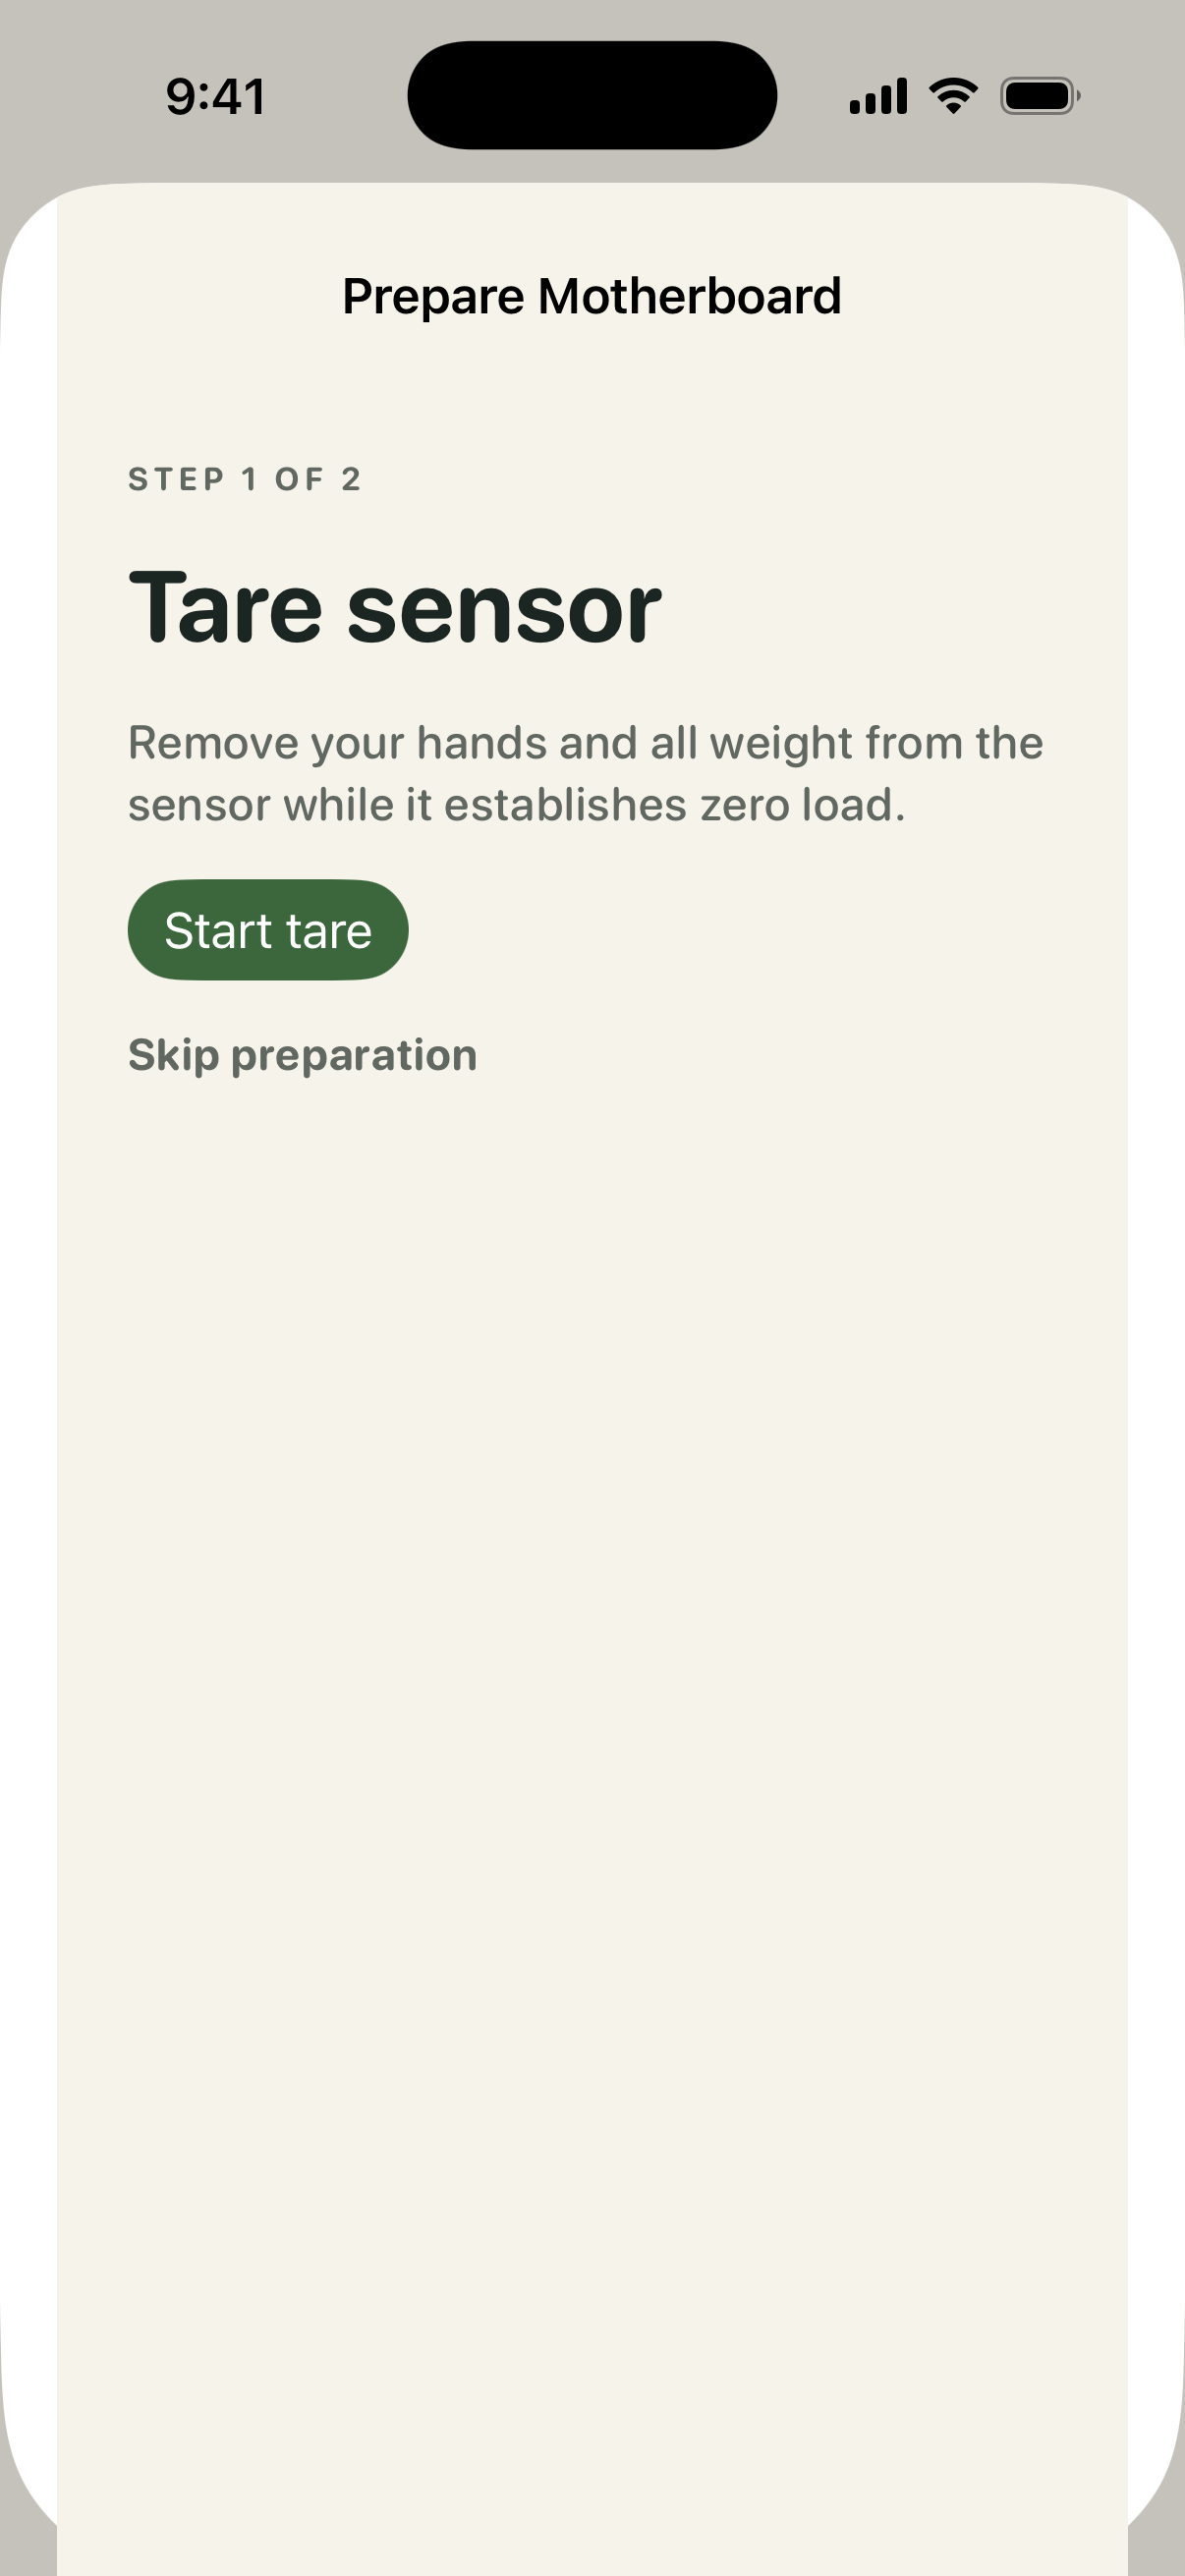 9:41
Prepare Motherboard
STEP 1 OF 2
Tare sensor
Remove your hands and all weight from the
sensor while it establishes zero load.
Start tare
Skip preparation